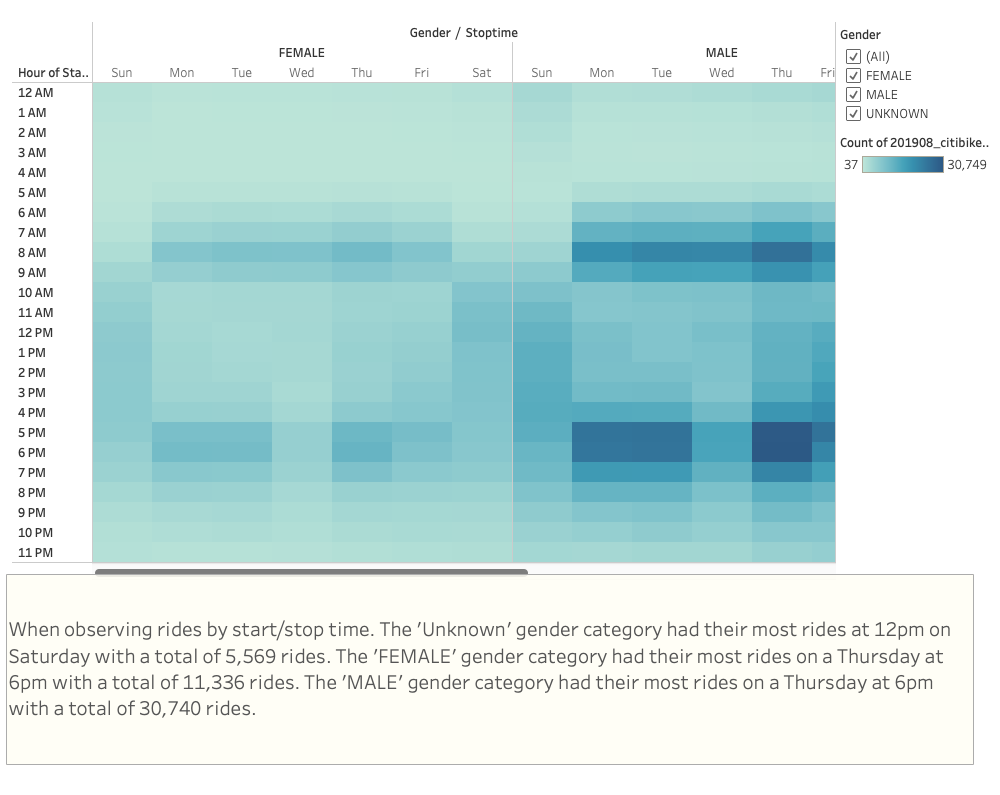 Gender / Stoptime
FEMALE MALE
Hour of Sta.. Sun Mon Tue Wed Thu Fri Sat Sun Mon Tue Wed Thu Fri
12 AM
1 AM
2 AM
3 AM
4 AM
5 AM
6 AM
7 AM
8 AM
9 AM
10 AM
11 AM
12 PM
1 PM
2 PM
3 PM
4 PM
5 PM
6 PM
7 PM
8 PM
9 PM
10 PM
11 PM
Gender
(All)
FEMALE
MALE
UNKNOWN
Count of 201908_citibike..
37 30,749
When observing rides by start/stop time. The 'Unknown' gender category had their most rides at 12pm on
Saturday with a total of 5,569 rides. The 'FEMALE' gender category had their most rides on a Thursday at
6pm with a total of 11,336 rides. The 'MALE' gender category had their most rides on a Thursday at 6pm
with a total of 30,740 rides.